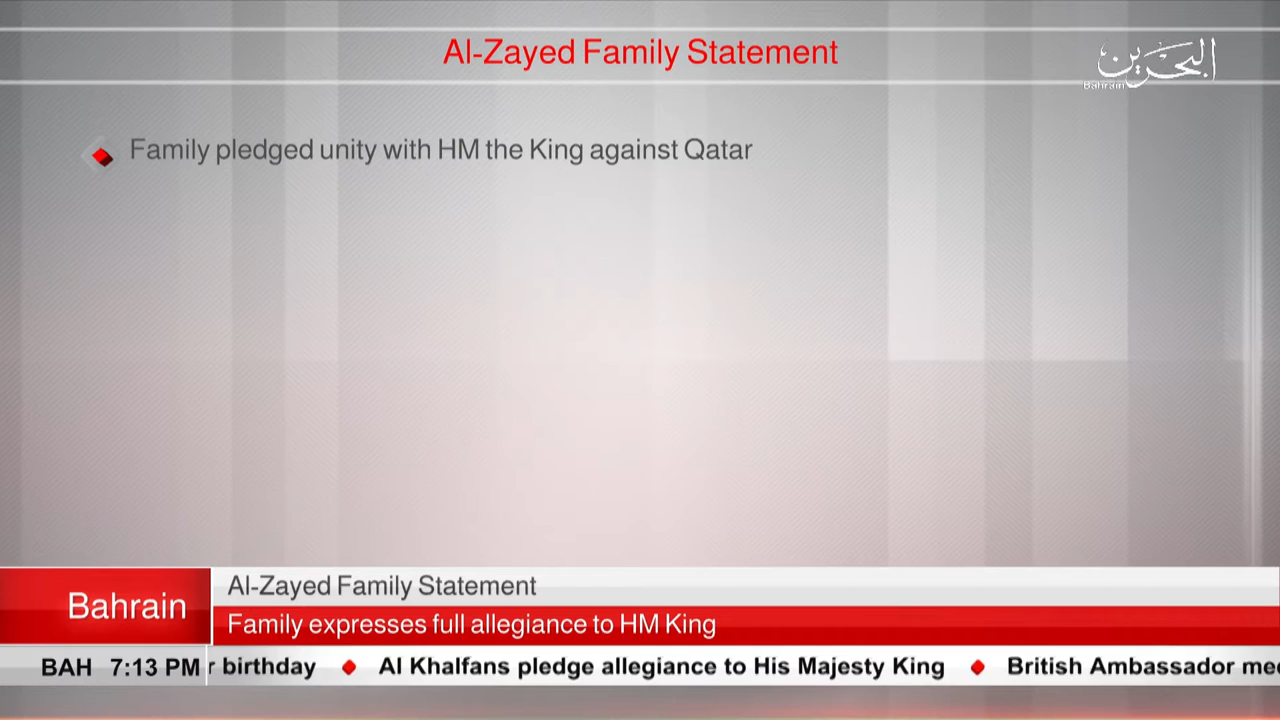 Al-Zayed Family Statement
البحرين
Bahrain
Family pledged unity with HM the King against Qatar
Bahrain
Al-Zayed Family Statement
Family expresses full allegiance to HM King
BAH 7:13 PM
r birthday ◆ Al Khalfans pledge allegiance to His Majesty King ◆ British Ambassador me